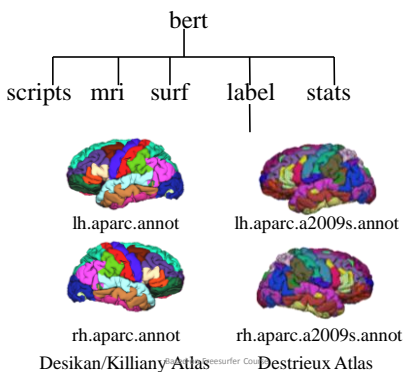 bert
scripts mri surf label stats
lh.aparc.annot lh.aparc.a2009s.annot
rh.aparc.annot rh.aparc.a2009s.annot
Desikan/Killiany Atlas Destrieux Atlas
Freesurfer